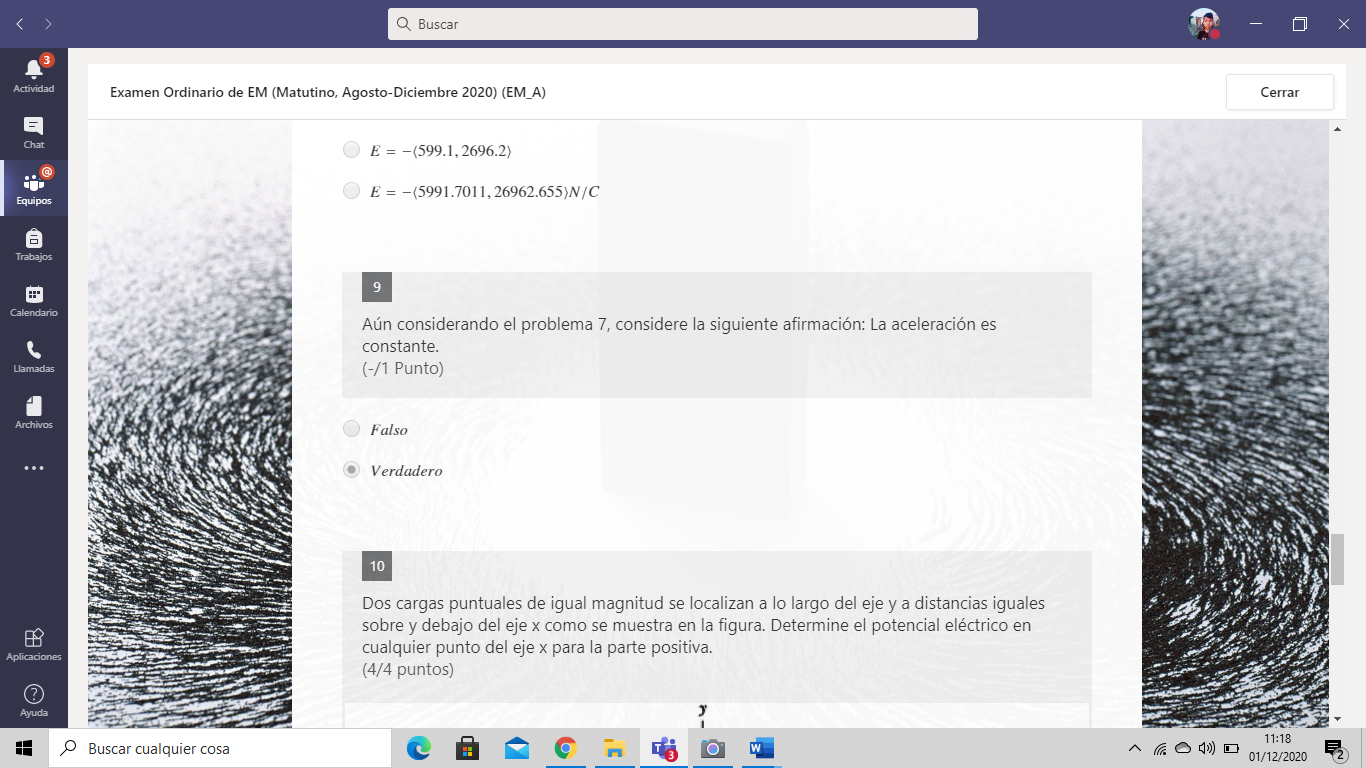 Buscar
3
Actividad
Chat
@
Equipos
Trabajos
Calendario
Llamadas
Archivos
Aplicaciones
Ayuda
Examen Ordinario de EM (Matutino, Agosto-Diciembre 2020) (EM_A)
Cerrar
E = −⟨599.1, 2696.2⟩
E = −⟨5991.7011, 26962.655⟩N/C
9
Aún considerando el problema 7, considere la siguiente afirmación: La aceleración es
constante.
(-/1 Punto)
Falso
Verdadero
10
Dos cargas puntuales de igual magnitud se localizan a lo largo del eje y a distancias iguales
sobre y debajo del eje x como se muestra en la figura. Determine el potencial eléctrico en
cualquier punto del eje x para la parte positiva.
(4/4 puntos)
y
Buscar cualquier cosa
3
11:18
01/12/2020
2